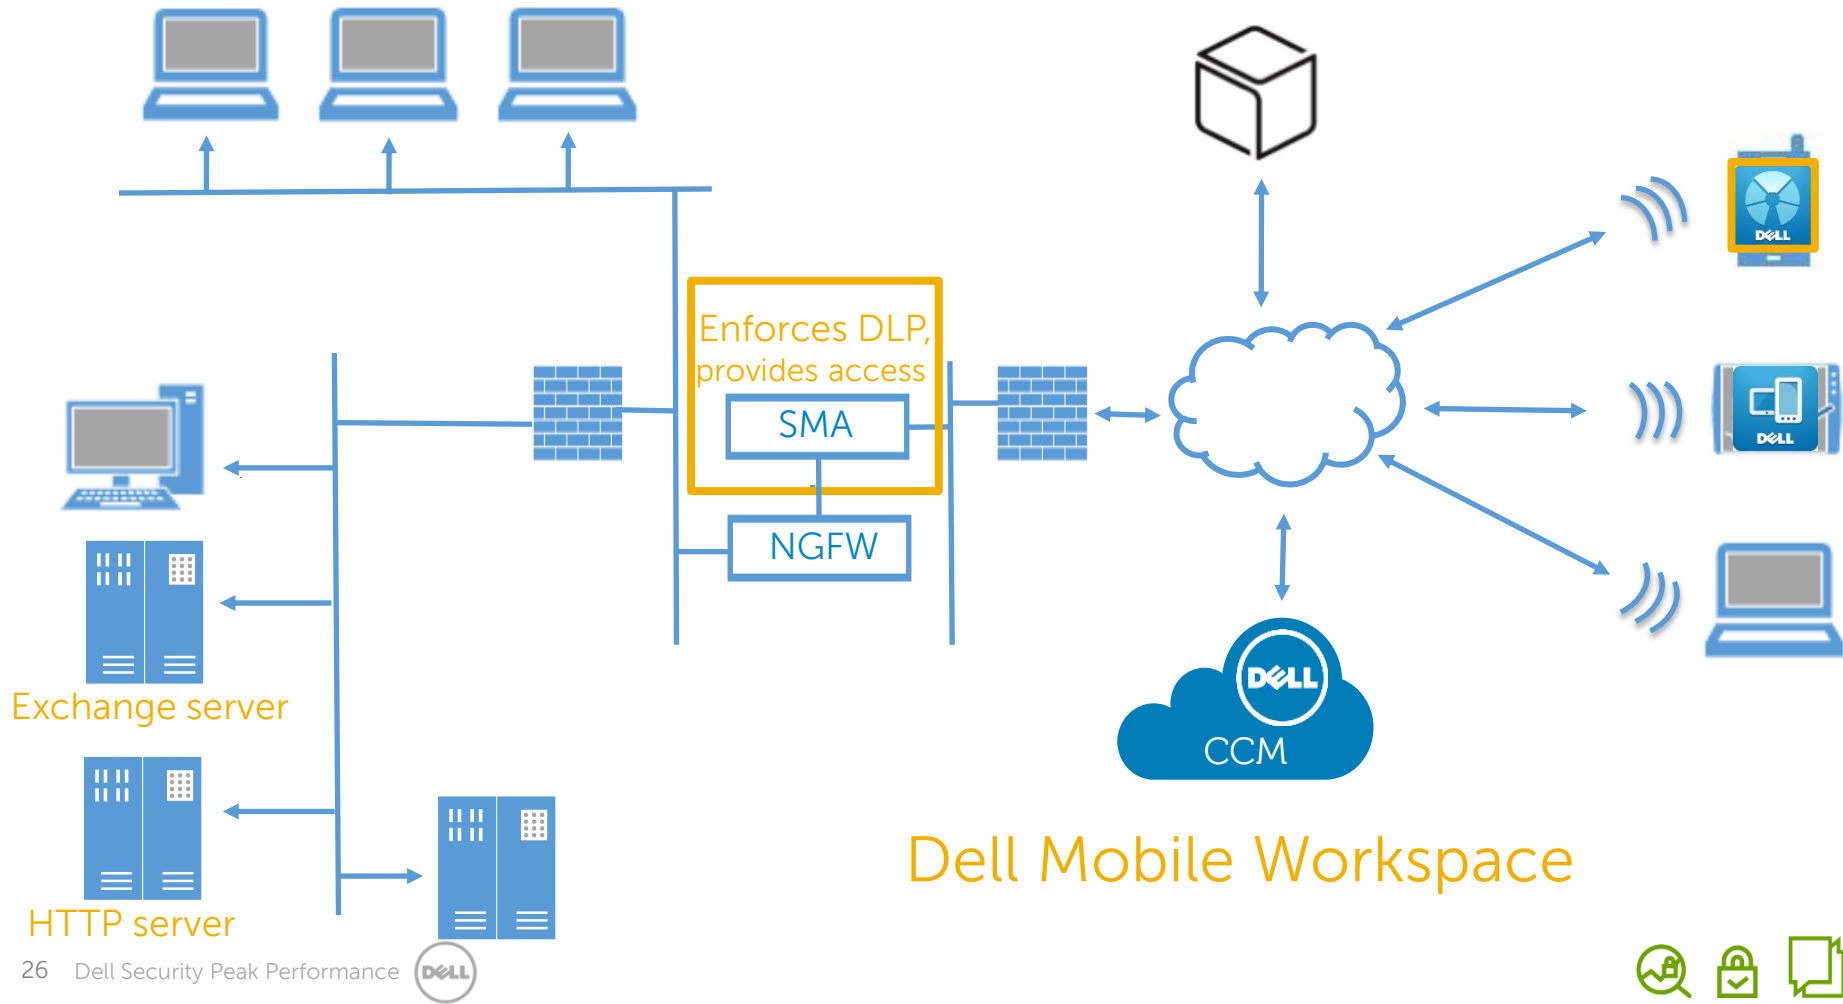 DELL
Enforces DLP,
provides access
SMA
DELL
NGFW
DELL
Exchange server
CCM
Dell Mobile Workspace
HTTP server
26 Dell Security Peak Performance DELL